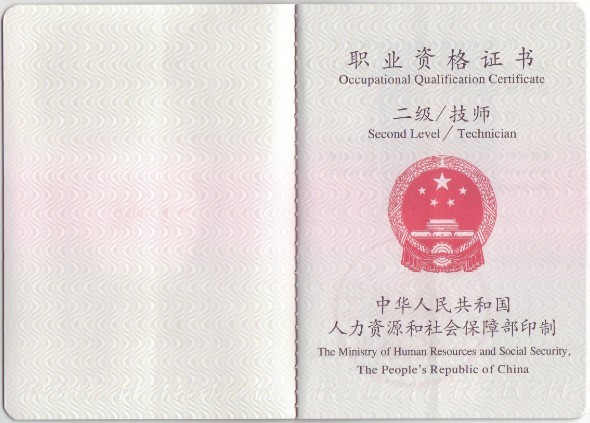 职业资格证书
Occupational Qualification Certificate
二级/技师
Second Level/Technician
中华人民共和国
人力资源和社会保障部印制
The Ministry of Human Resources and Social Security,
The People's Republic of China